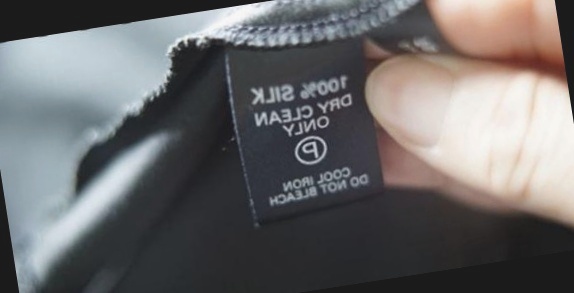 100% SILK
DRY CLEAN
ONLY
P
COOL IRON
DO NOT BLEACH